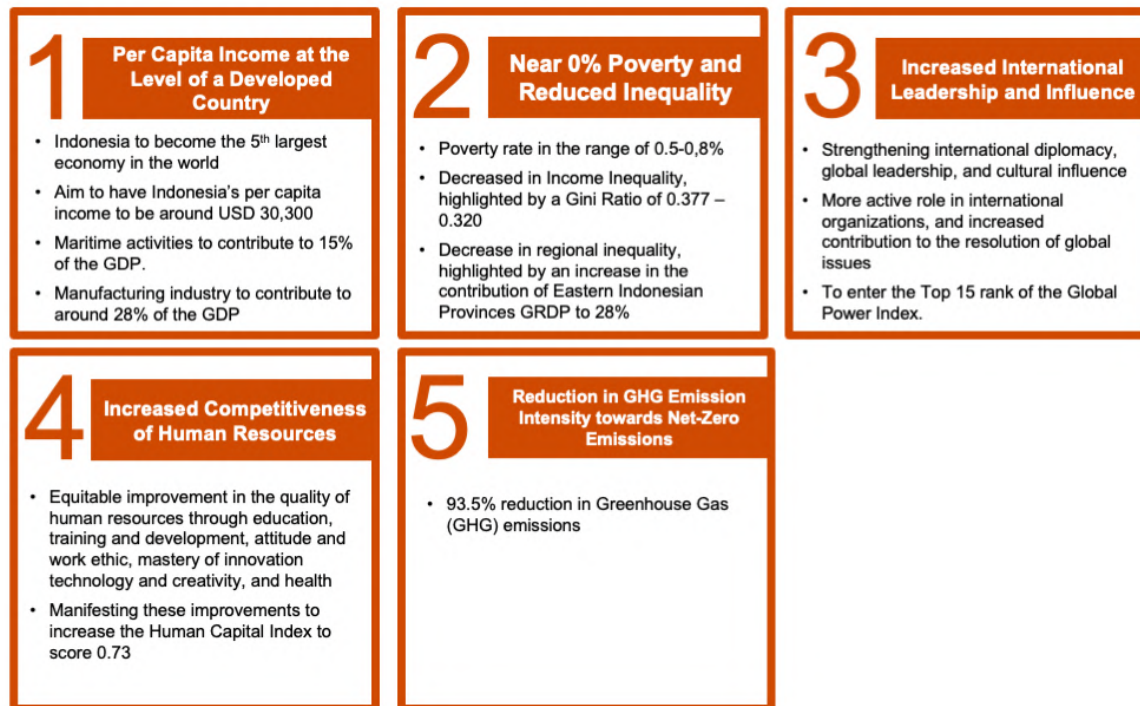 1
Per Capita Income at the
Level of a Developed
Country
• Indonesia to become the 5th largest
economy in the world
• Aim to have Indonesia's per capita
income to be around USD 30,300
• Maritime activities to contribute to 15%
of the GDP.
• Manufacturing industry to contribute to
around 28% of the GDP
2
Near 0% Poverty and
Reduced Inequality
• Poverty rate in the range of 0.5-0,8%
• Decreased in Income Inequality,
highlighted by a Gini Ratio of 0.377 –
0.320
• Decrease in regional inequality,
highlighted by an increase in the
contribution of Eastern Indonesian
Provinces GRDP to 28%
3
Increased International
Leadership and Influence
• Strengthening international diplomacy,
global leadership, and cultural influence
• More active role in international
organizations, and increased
contribution to the resolution of global
issues
• To enter the Top 15 rank of the Global
Power Index.
4
Increased Competitiveness
of Human Resources
• Equitable improvement in the quality of
human resources through education,
training and development, attitude and
work ethic, mastery of innovation
technology and creativity, and health
• Manifesting these improvements to
increase the Human Capital Index to
score 0.73
5
Reduction in GHG Emission
Intensity towards Net-Zero
Emissions
• 93.5% reduction in Greenhouse Gas
(GHG) emissions